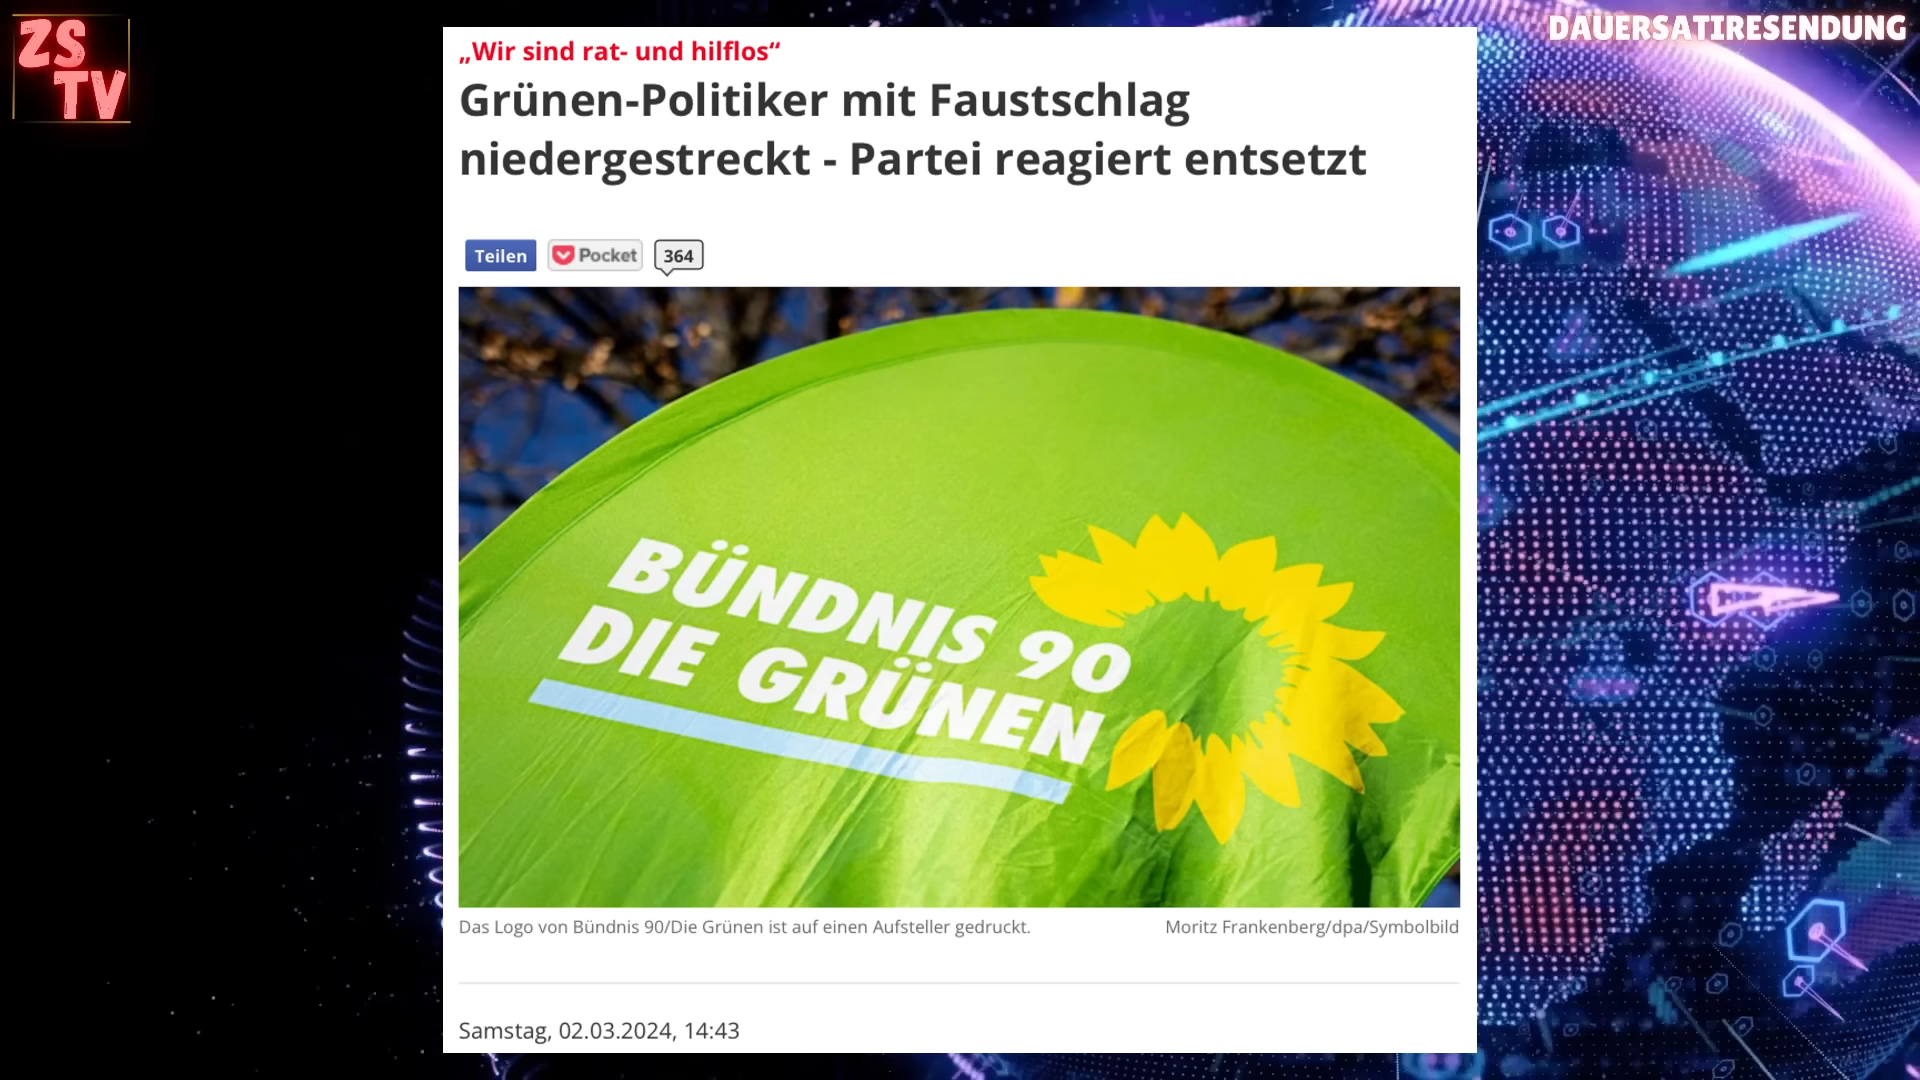 ZS
TV
DAUERSATIRESENDUNG
„Wir sind rat- und hilflos“
Grünen-Politiker mit Faustschlag
niedergestreckt - Partei reagiert entsetzt
Teilen Pocket 364
BÜNDNIS 90
DIE GRÜNEN
Das Logo von Bündnis 90/Die Grünen ist auf einen Aufsteller gedruckt. Moritz Frankenberg/dpa/Symbolbild
Samstag, 02.03.2024, 14:43